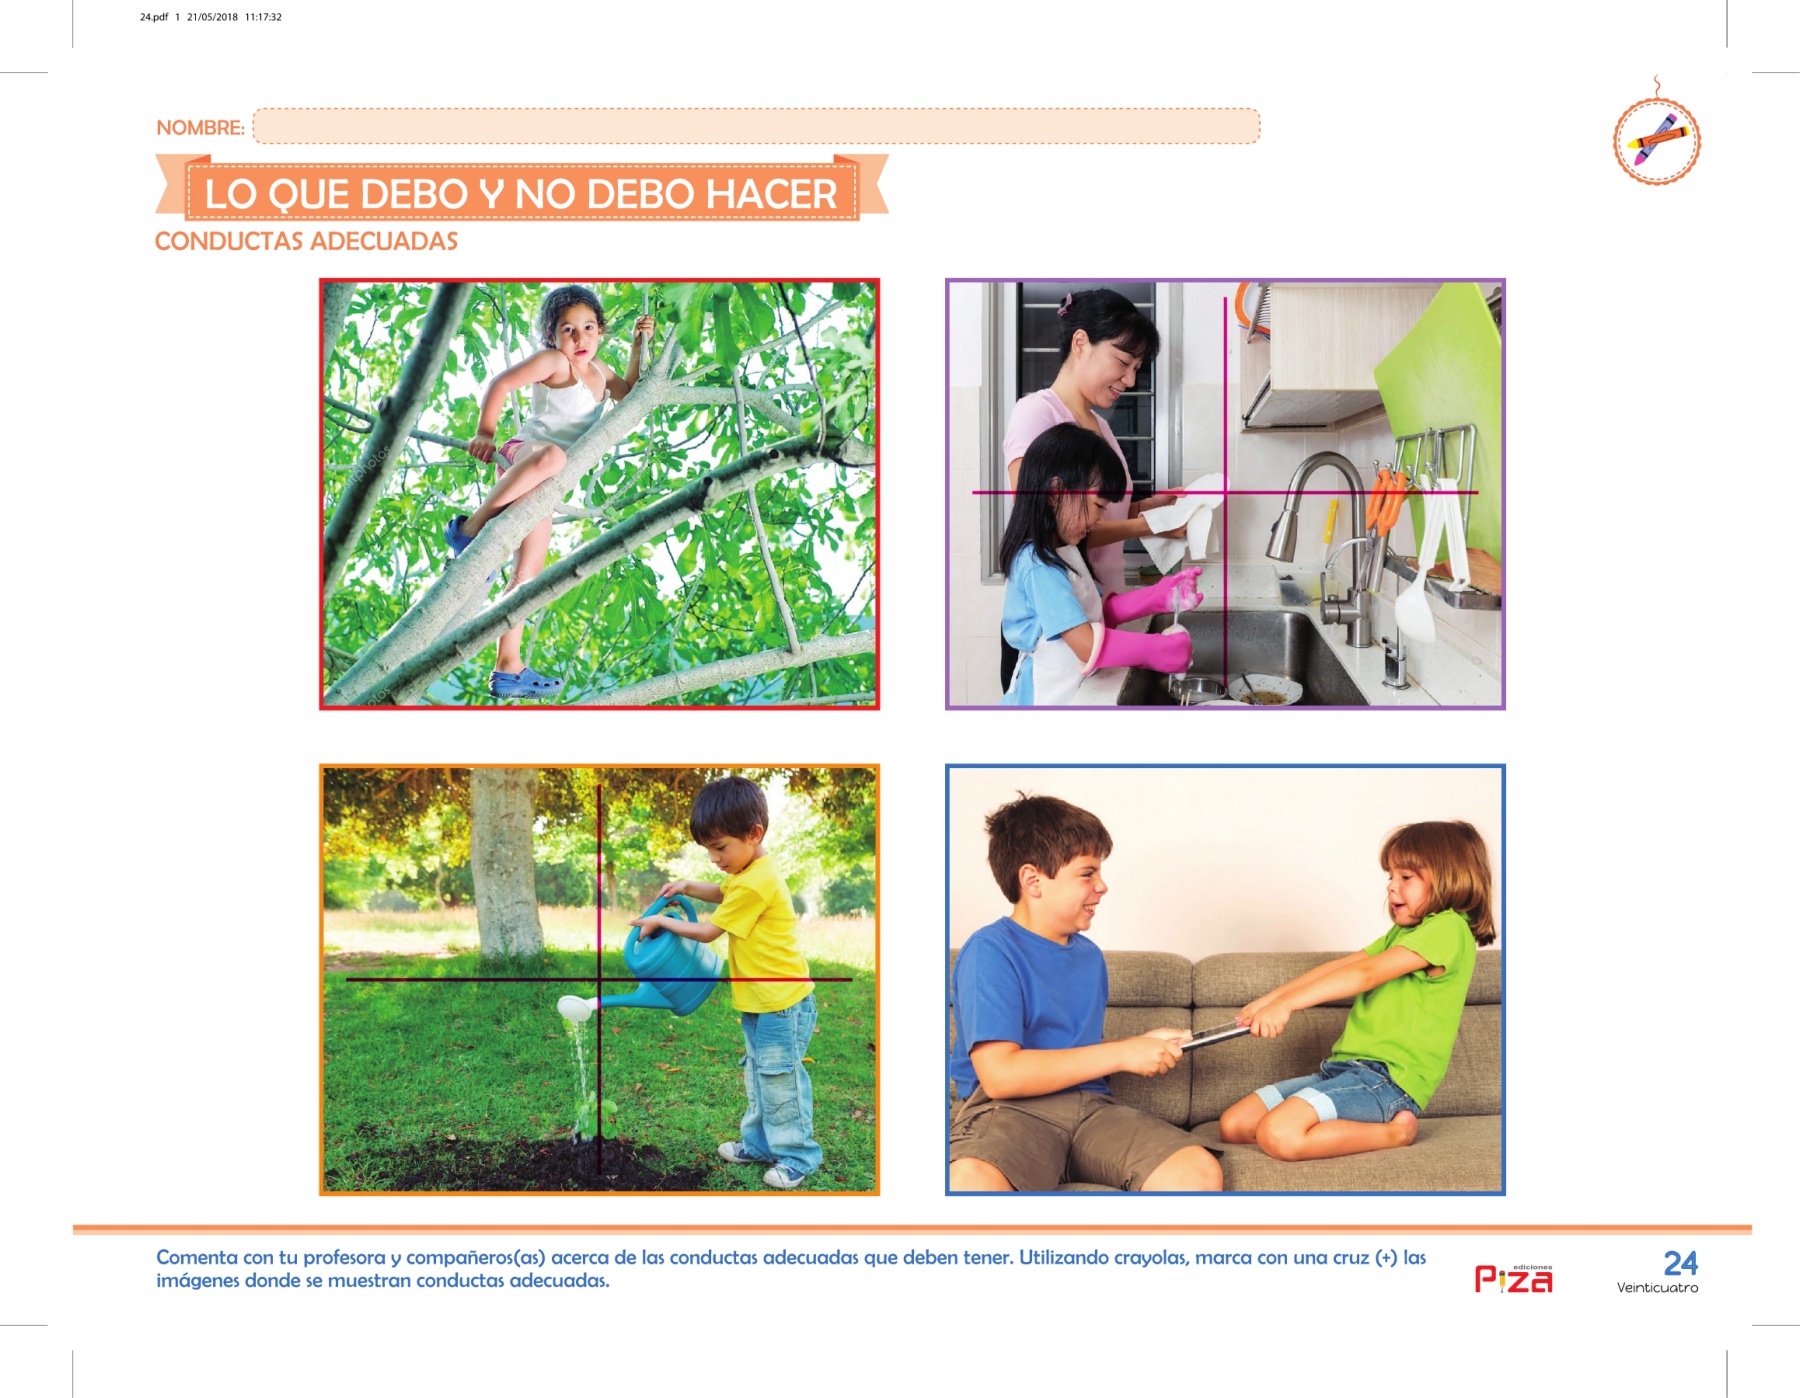 24.pdf 1 21/05/2018 11:17:32
NOMBRE:
LO QUE DEBO Y NO DEBO HACER
CONDUCTAS ADECUADAS
Comenta con tu profesora y compañeros(as) acerca de las conductas adecuadas que deben tener. Utilizando crayolas, marca con una cruz (+) las
imágenes donde se muestran conductas adecuadas.
ediciones
Piza
24
Veinticuatro